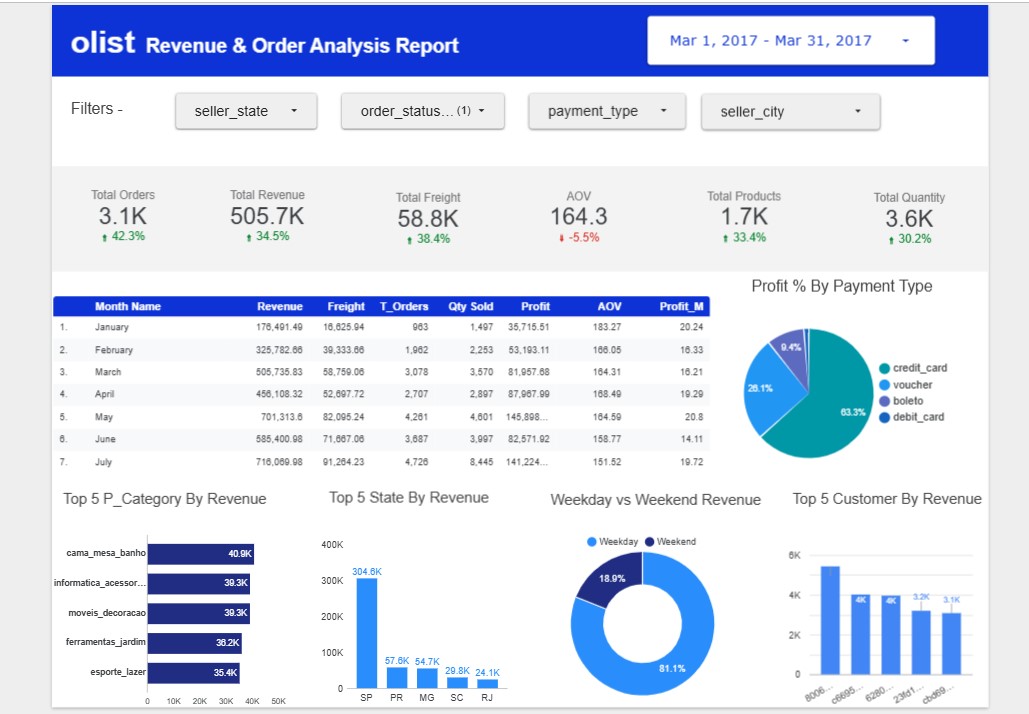 olist Revenue & Order Analysis Report
Mar 1, 2017 - Mar 31, 2017
Filters -
seller_state
order_status... (1)
payment_type
seller_city
Total Orders
3.1K
42.3%
Total Revenue
505.7K
34.5%
Total Freight
58.8K
38.4%
AOV
164.3
-5.5%
Total Products
1.7K
33.4%
Total Quantity
3.6K
30.2%
Month Name Revenue Freight T_Orders Qty Sold Profit AOV Profit_M
1. January 176,491.49 16,625.94 963 1,497 35,715.51 183.27 20.24
2. February 325,782.66 39,333.66 1,962 2,253 53,193.11 166.05 16.33
3. March 505,735.83 58,759.06 3,078 3,570 81,957.68 164.31 16.21
4. April 456,108.32 52,697.72 2,707 2,897 87,967.99 168.49 19.29
5. May 701,313.6 82,095.24 4,261 4,601 145,898... 164.59 20.8
6. June 585,400.98 71,667.06 3,687 3,997 82,571.92 158.77 14.11
7. July 716,069.98 91,264.23 4,726 8,445 141,224... 151.52 19.72
Profit % By Payment Type
9.4%
26.1%
63.3%
credit_card
voucher
boleto
debit_card
Top 5 P_Category By Revenue
cama_mesa_banho 40.9K
informatica_acessor... 39.3K
moveis_decoracao 39.3K
ferramentas_jardim 36.2K
esporte_lazer 35.4K
0 10K 20K 30K 40K 50K
Top 5 State By Revenue
400K
300K
200K
100K
0
304.6K
57.6K
54.7K
29.8K
24.1K
SP PR MG SC RJ
Weekday vs Weekend Revenue
Weekday Weekend
18.9%
81.1%
Top 5 Customer By Revenue
6K
4K
2K
0
4K
4K
3.2K
3.1K
8006...
c6695...
6280...
23fd1...
cbd69...